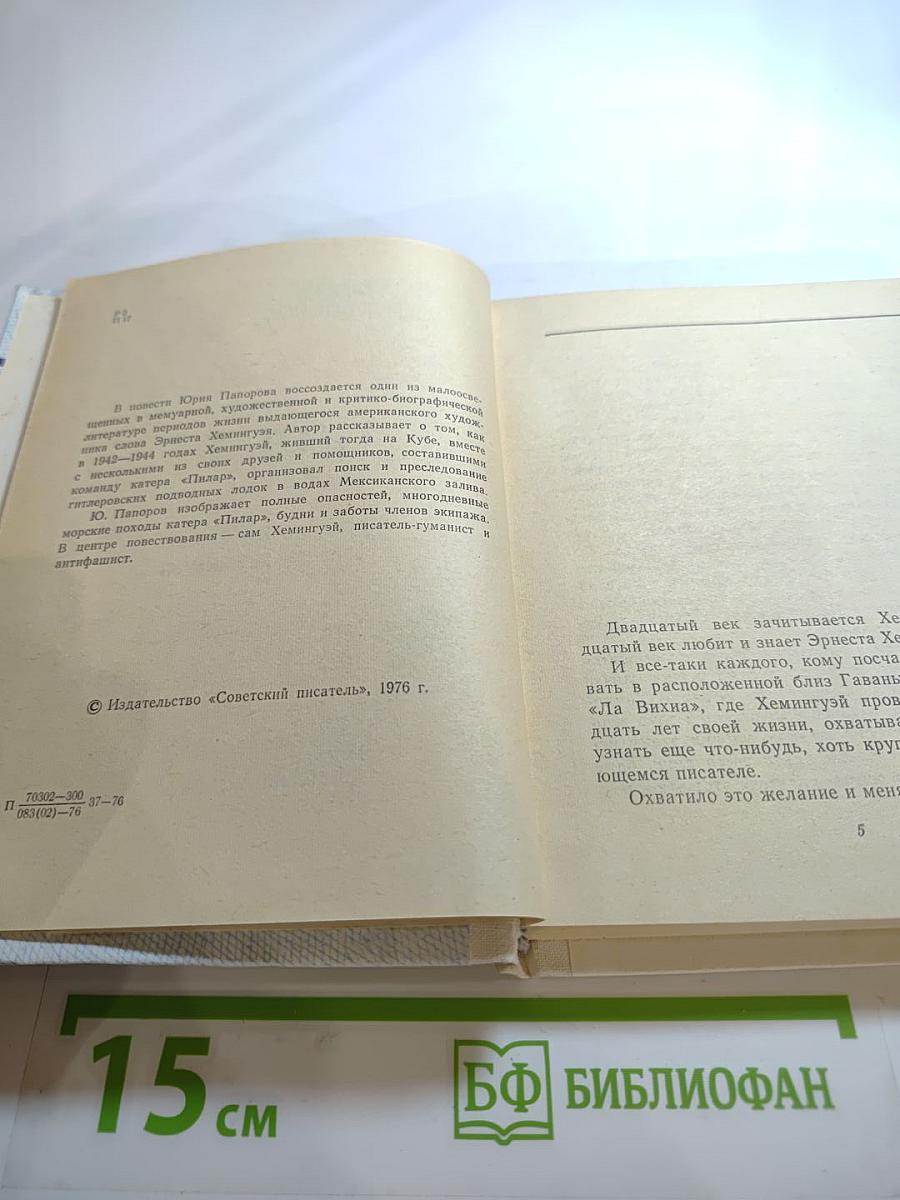 Р 2
П 17
В повести Юрия Папорова воссоздается один из малоосве-
щенных в мемуарной, художественной и критико-биографической
литературе периодов жизни выдающегося американского худож-
ника слова Эрнеста Хемингуэя. Автор рассказывает о том, как
в 1942—1944 годах Хемингуэй, живший тогда на Кубе, вместе
с несколькими из своих друзей и помощников, составившими
команду катера «Пилар», организовал поиск и преследование
гитлеровских подводных лодок в водах Мексиканского залива.
Ю. Папоров изображает полные опасностей, многодневные
морские походы катера «Пилар», будни и заботы членов экипажа.
В центре повествования — сам Хемингуэй, писатель-гуманист и
антифашист.
© Издательство «Советский писатель», 1976 г.
П 70302—300
083(02)—76 37—76
Двадцатый век зачитывается Хе
дцатый век любит и знает Эрнеста Хе
И все-таки каждого, кому посча
вать в расположенной близ Гаваны
«Ла Вихиа», где Хемингуэй пров
дцать лет своей жизни, охватыва
узнать еще что-нибудь, хоть круп
ющемся писателе.
Охватило это желание и меня
5
15 см
БФ БИБЛИОФАН